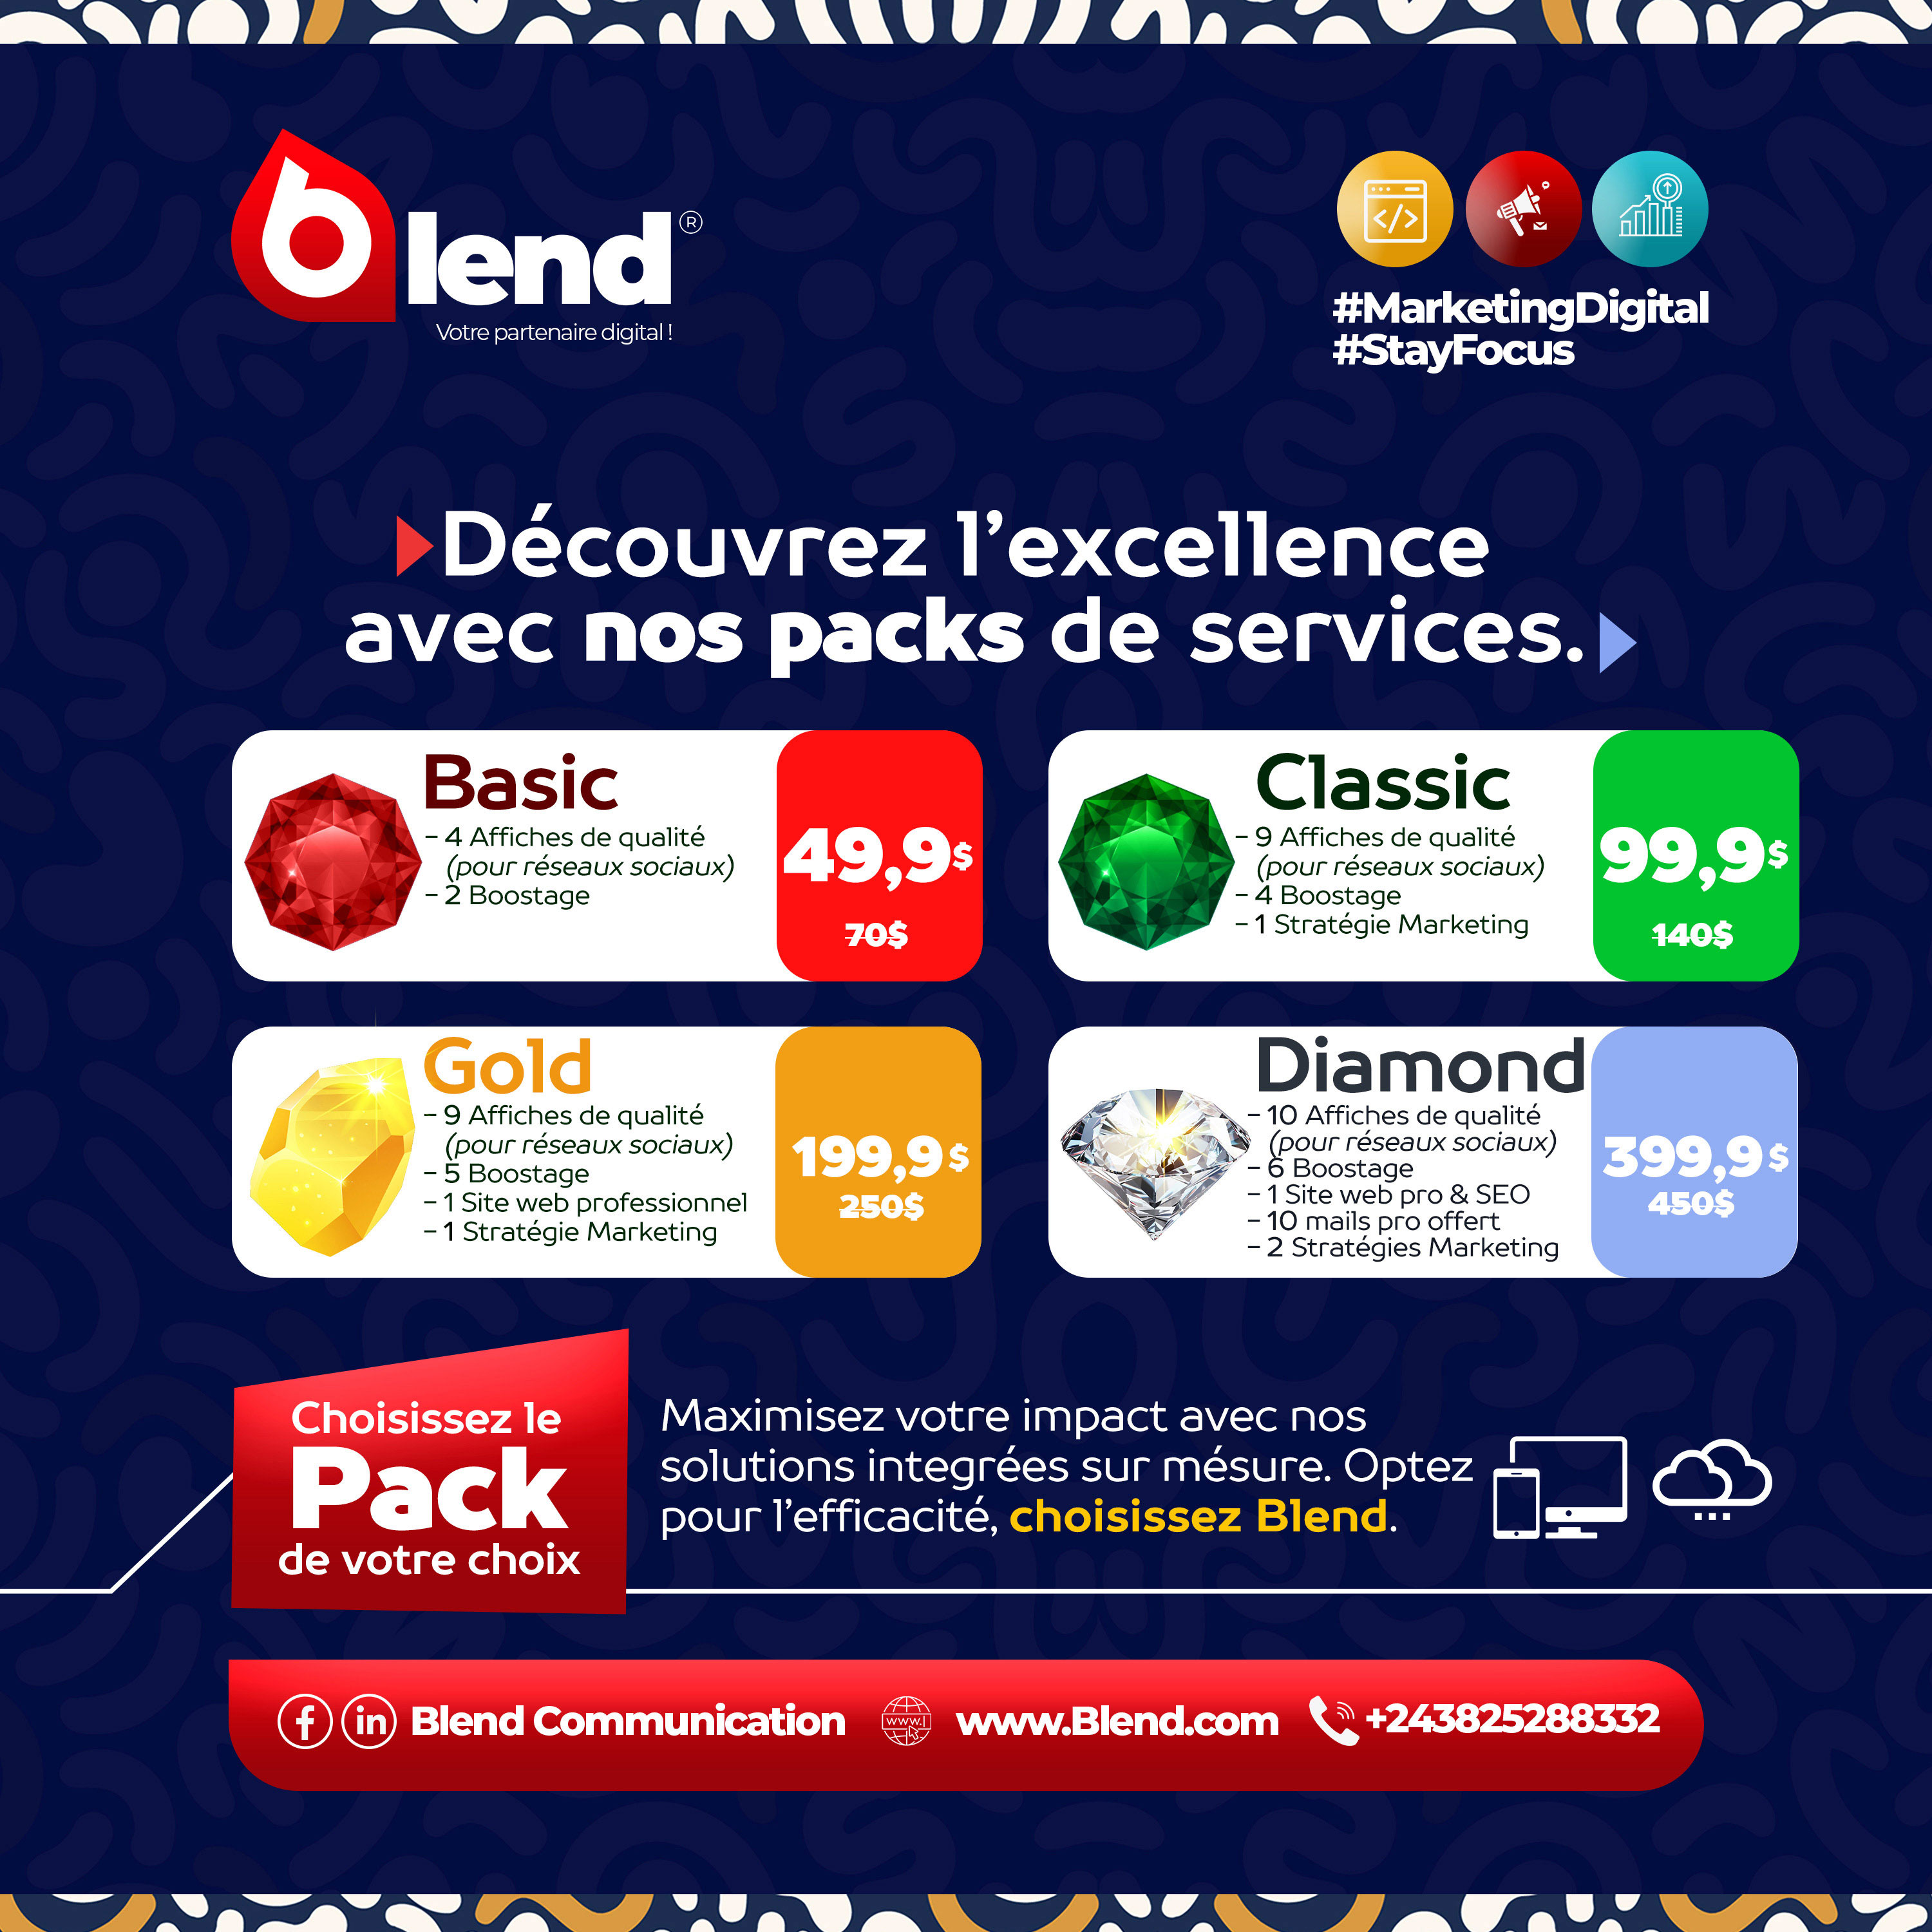 blend®
Votre partenaire digital !
#MarketingDigital
#StayFocus
Découvrez l'excellence
avec nos packs de services.
Basic
- 4 Affiches de qualité
(pour réseaux sociaux)
- 2 Boostage
49,9$
70$
Classic
- 9 Affiches de qualité
(pour réseaux sociaux)
- 4 Boostage
- 1 Stratégie Marketing
99,9$
140$
Gold
- 9 Affiches de qualité
(pour réseaux sociaux)
- 5 Boostage
- 1 Site web professionnel
- 1 Stratégie Marketing
199,9$
250$
Diamond
- 10 Affiches de qualité
(pour réseaux sociaux)
- 6 Boostage
- 1 Site web pro & SEO
- 10 mails pro offert
- 2 Stratégies Marketing
399,9$
450$
Choisissez le
Pack
de votre choix
Maximisez votre impact avec nos
solutions integrées sur mésure. Optez
pour l'efficacité, choisissez Blend.
f in Blend Communication www. www.Blend.com +243825288332